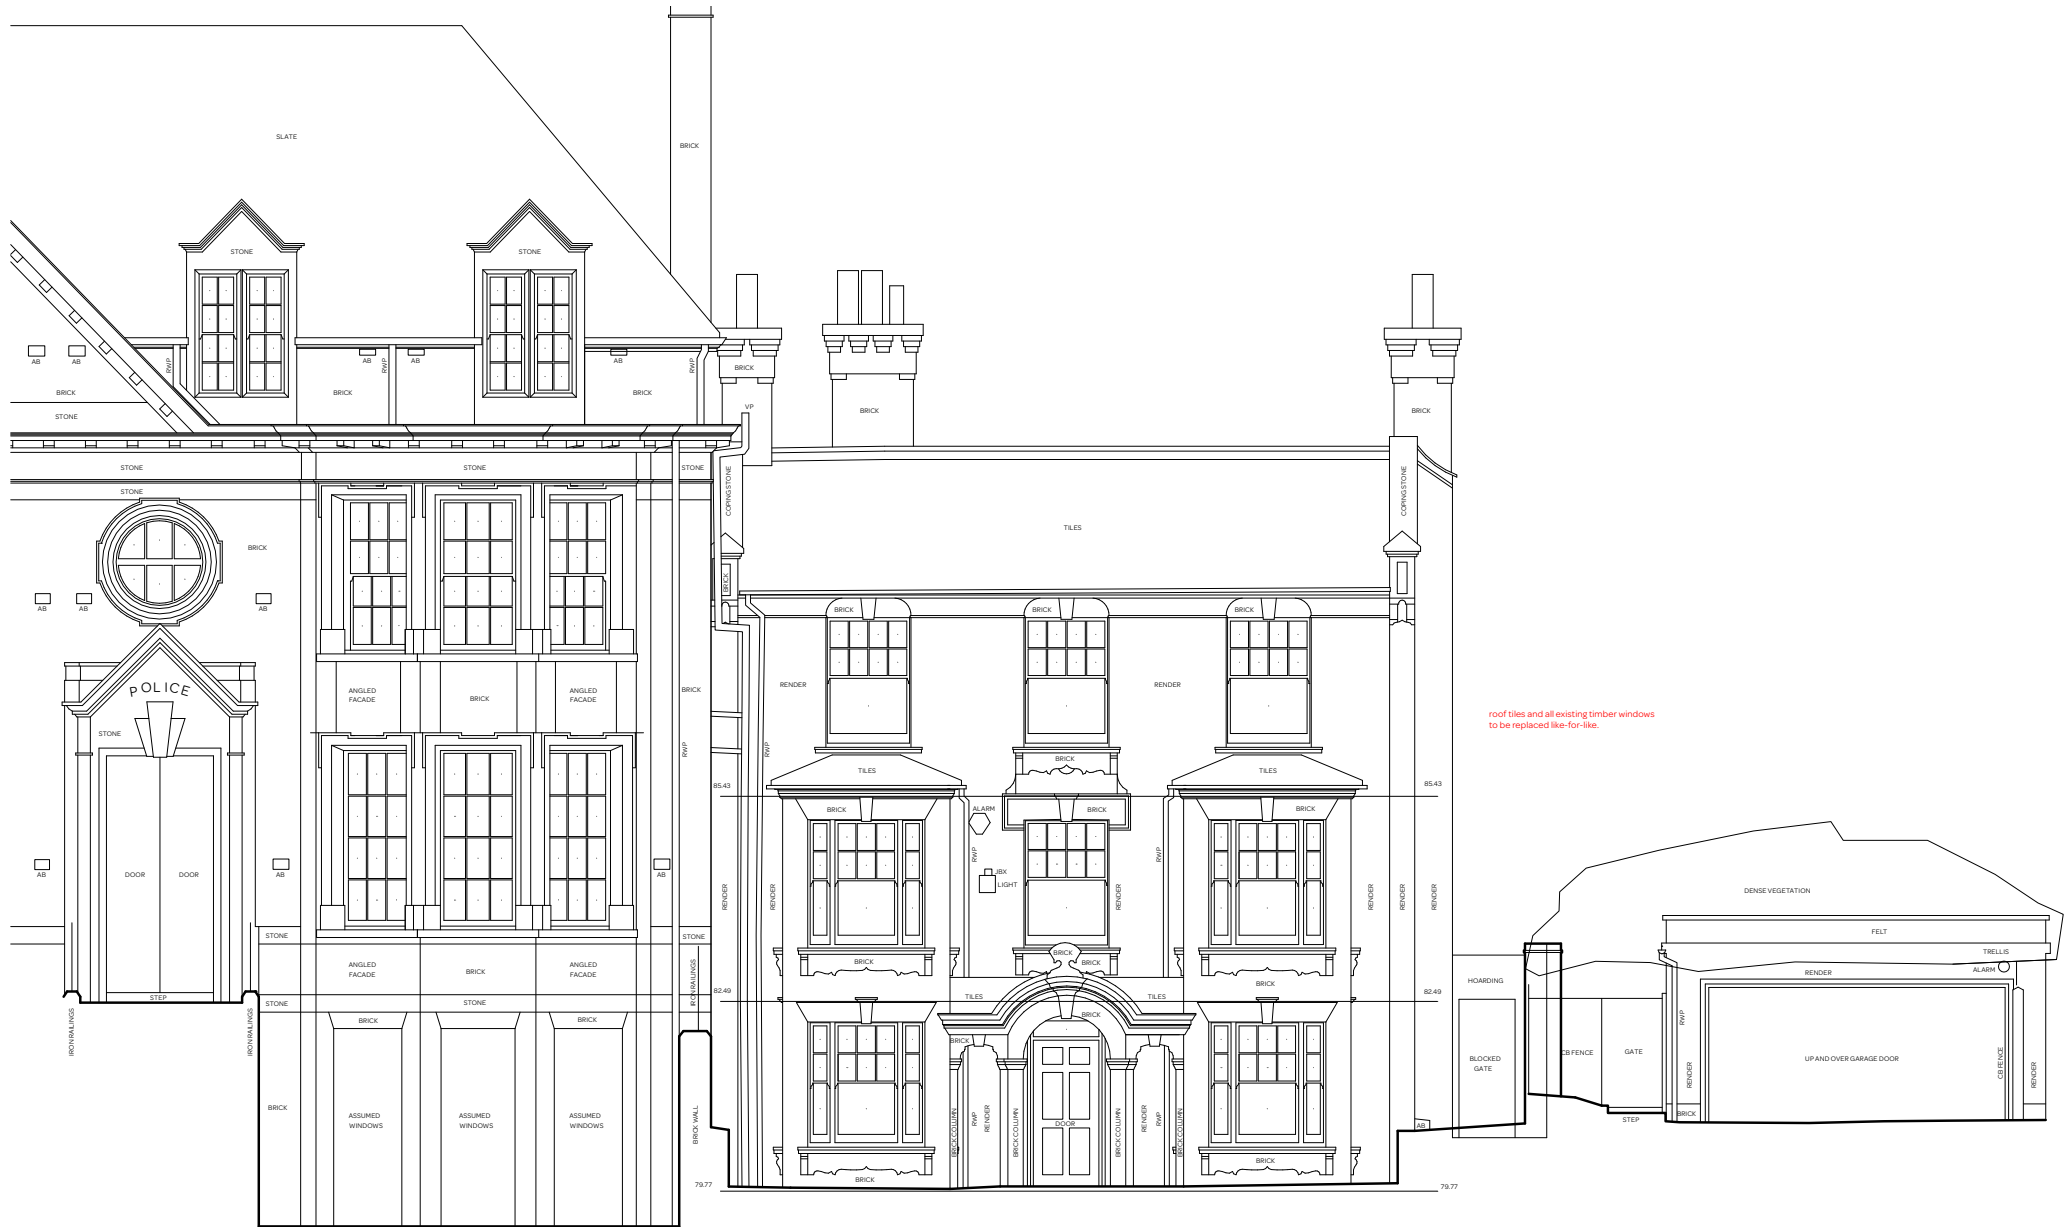 SLATE
BRICK
STONE
STONE
AB
AB
RWP
AB
RWP
AB
AB
RWP
BRICK
BRICK
BRICK
BRICK
STONE
BRICK
BRICK
VP
STONE
STONE
STONE
STONE
COPING STONE
COPING STONE
TILES
BRICK
AB
AB
AB
BRICK
BRICK
BRICK
BRICK
POLICE
STONE
ANGLED
FACADE
BRICK
ANGLED
FACADE
BRICK
RENDER
RENDER
RWP
RWP
roof tiles and all existing timber windows
to be replaced like-for-like.
BRICK
TILES
TILES
85.43
85.43
BRICK
ALARM
BRICK
BRICK
RWP
RWP
DOOR
DOOR
AB
AB
AB
JBX
LIGHT
RENDER
RENDER
RENDER
RENDER
RENDER
RENDER
DENSE VEGETATION
STONE
STONE
FELT
BRICK
BRICK
BRICK
TRELLIS
ALARM
RENDER
ANGLED
FACADE
BRICK
ANGLED
FACADE
IRON RAILINGS
BRICK
HOARDING
82.49
82.49
STEP
STONE
STONE
TILES
TILES
IRON RAILINGS
IRON RAILINGS
BRICK
BRICK
BRICK
BRICK
RWP
CB FENCE
GATE
BLOCKED
GATE
UP AND OVER GARAGE DOOR
CB FENCE
RENDER
RENDER
BRICK
ASSUMED
WINDOWS
ASSUMED
WINDOWS
ASSUMED
WINDOWS
BRICK WALL
BRICK COLUMN
RWP
RENDER
BRICK COLUMN
DOOR
BRICK COLUMN
RENDER
RWP
BRICK COLUMN
AB
STEP
BRICK
BRICK
BRICK
79.77
79.77